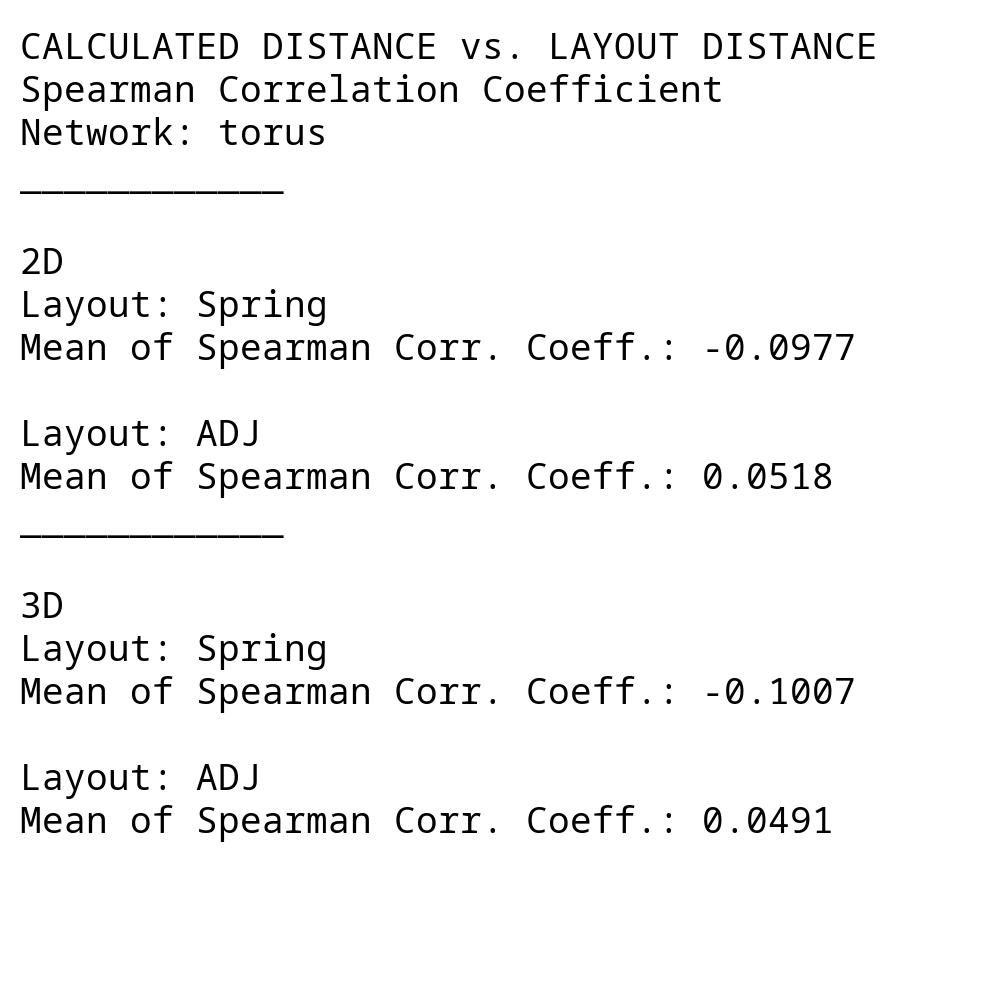 CALCULATED DISTANCE vs. LAYOUT DISTANCE
Spearman Correlation Coefficient
Network: torus
____________
2D
Layout: Spring
Mean of Spearman Corr. Coeff.: -0.0977
Layout: ADJ
Mean of Spearman Corr. Coeff.: 0.0518
____________
3D
Layout: Spring
Mean of Spearman Corr. Coeff.: -0.1007
Layout: ADJ
Mean of Spearman Corr. Coeff.: 0.0491